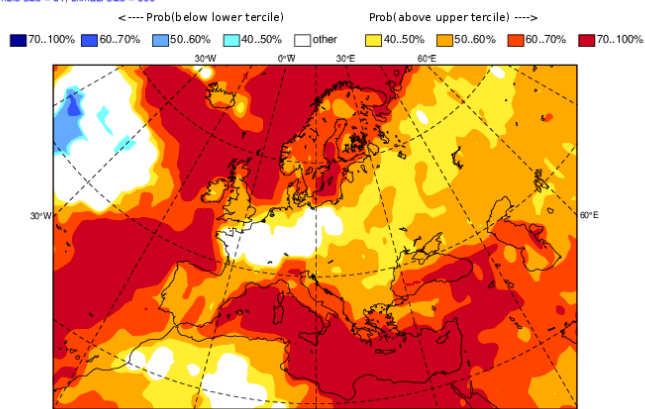 <---- Prob(below lower tercile) Prob(above upper tercile) ---->
70..100% 60..70% 50..60% 40..50% other 40..50% 50..60% 60..70% 70..100%
30°W 0°W 30°E 60°E
30°W 60°E